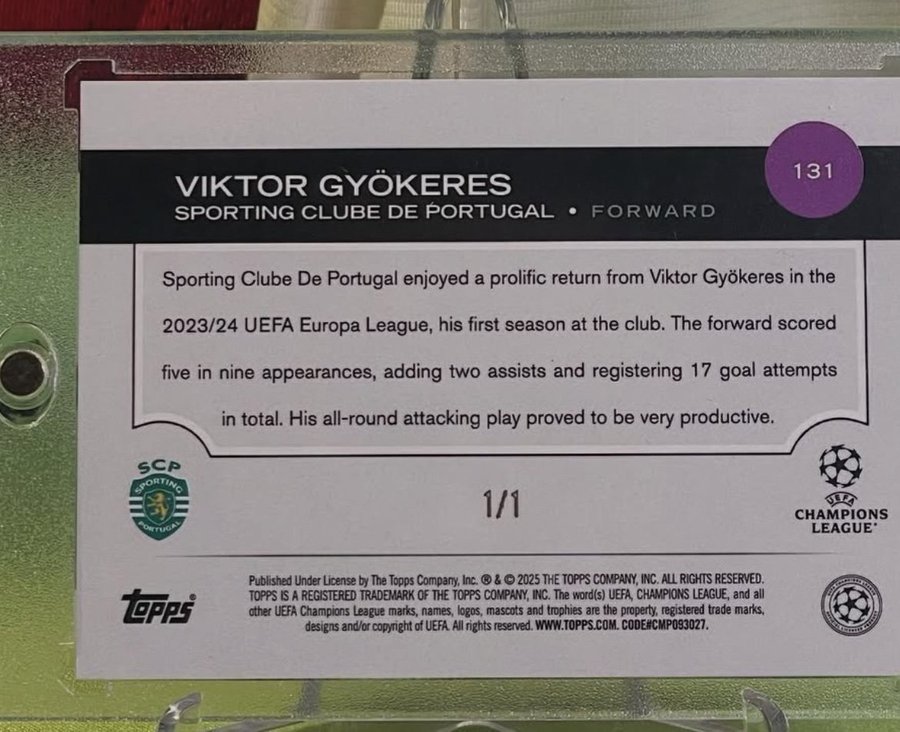 131
VIKTOR GYÖKERES
SPORTING CLUBE DE PORTUGAL • FORWARD
Sporting Clube De Portugal enjoyed a prolific return from Viktor Gyökeres in the
2023/24 UEFA Europa League, his first season at the club. The forward scored
five in nine appearances, adding two assists and registering 17 goal attempts
in total. His all-round attacking play proved to be very productive.
SCP
SPORTING
PORTUGAL
1/1
UEFA
CHAMPIONS
LEAGUE®
topps®
Published Under License by The Topps Company, Inc. ® & © 2025 THE TOPPS COMPANY, INC. ALL RIGHTS RESERVED.
TOPPS IS A REGISTERED TRADEMARK OF THE TOPPS COMPANY, INC. The word(s) UEFA, CHAMPIONS LEAGUE, and all
other UEFA Champions League marks, names, logos, mascots and trophies are the property, registered trade marks,
designs and/or copyright of UEFA. All rights reserved. WWW.TOPPS.COM. CODE#CMP093027.